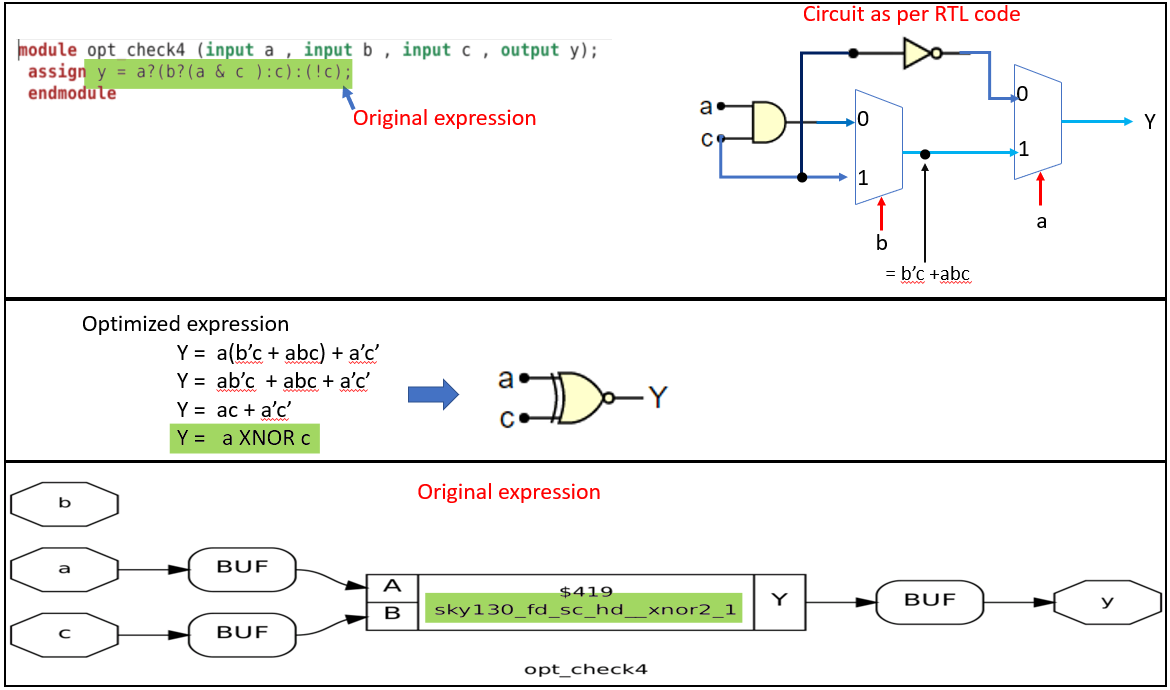 Circuit as per RTL code
module opt_check4 (input a , input b , input c , output y);
assign y = a?(b?(a & c ):c):(!c);
endmodule
Original expression
a
c
0
1
b
0
1
a
Y
= b’c +abc
Optimized expression
Y = a(b’c + abc) + a’c’
Y = ab’c + abc + a’c’
Y = ac + a’c’
Y = a XNOR c
a
c
Y
Original expression
b
a
BUF
c
BUF
A
B
$419
sky130_fd_sc_hd__xnor2_1
Y
BUF
y
opt_check4